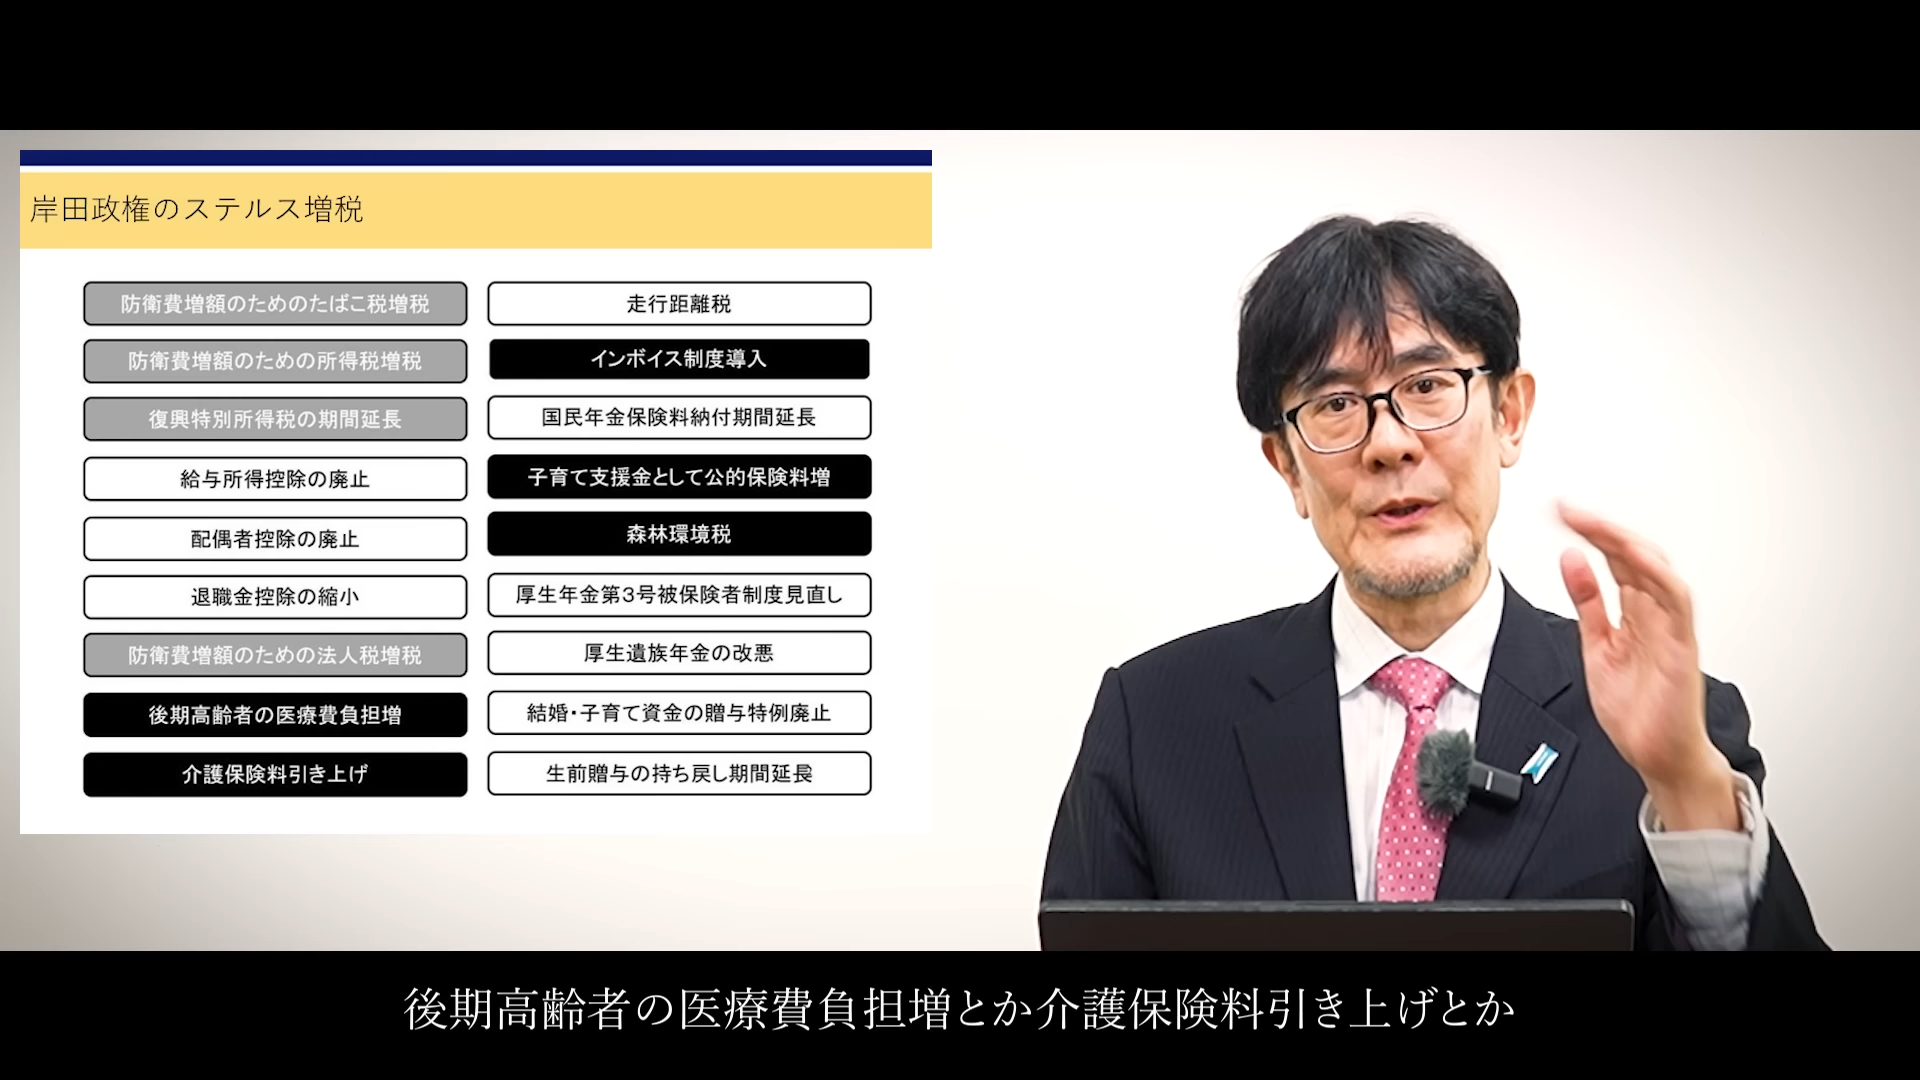 岸田政権のステルス増税
防衛費増額のためのたばこ税増税
防衛費増額のための所得税増税
復興特別所得税の期間延長
給与所得控除の廃止
配偶者控除の廃止
退職金控除の縮小
防衛費増額のための法人税増税
後期高齢者の医療費負担増
介護保険料引き上げ
走行距離税
インボイス制度導入
国民年金保険料納付期間延長
子育て支援金として公的保険料増
森林環境税
厚生年金第3号被保険者制度見直し
厚生遺族年金の改悪
結婚・子育て資金の贈与特例廃止
生前贈与の持ち戻し期間延長
後期高齢者の医療費負担増とか介護保険料引き上げとか